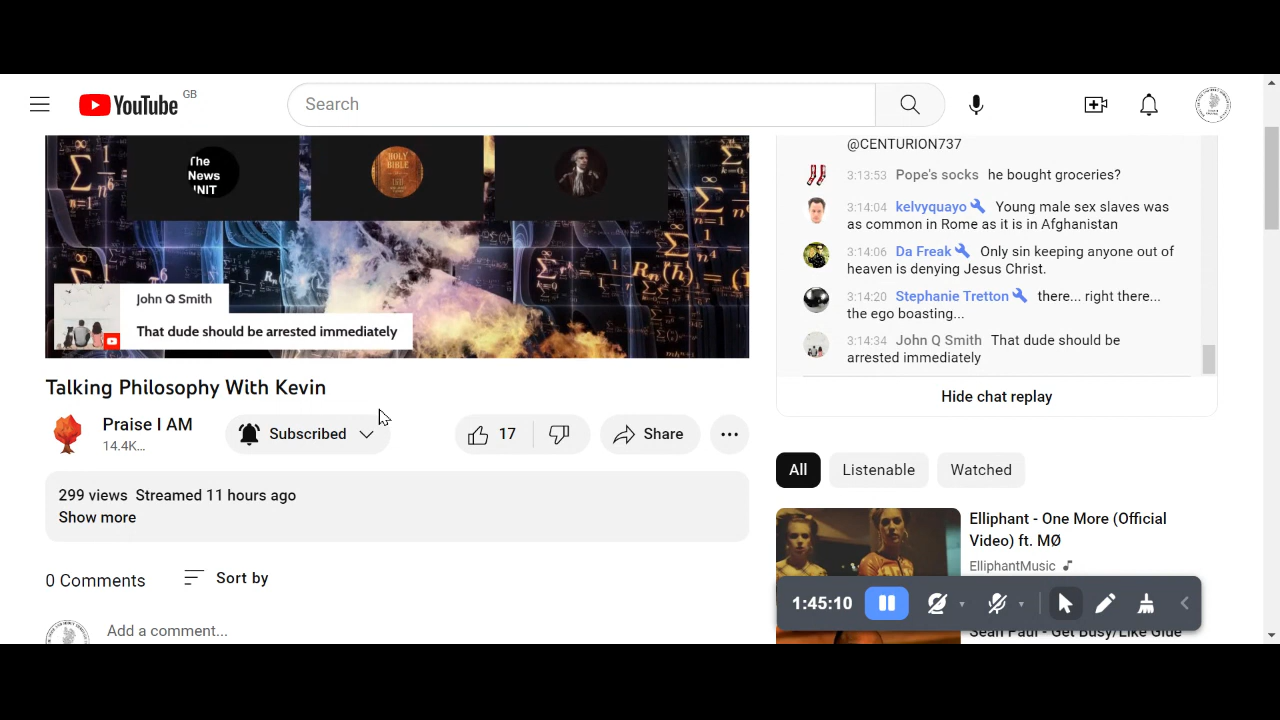 YouTube GB
Search
The
News
UNIT
HOLY
BIBLE
John Q Smith
That dude should be arrested immediately
Talking Philosophy With Kevin
Praise I AM
14.4K...
Subscribed
17
Share
299 views Streamed 11 hours ago
Show more
0 Comments
Sort by
Add a comment...
@CENTURION737
3:13:53 Pope's socks he bought groceries?
3:14:04 kelvyquayo Young male sex slaves was
as common in Rome as it is in Afghanistan
3:14:06 Da Freak Only sin keeping anyone out of
heaven is denying Jesus Christ.
3:14:20 Stephanie Tretton there... right there...
the ego boasting...
3:14:34 John Q Smith That dude should be
arrested immediately
Hide chat replay
All Listenable Watched
Elliphant - One More (Official
Video) ft. MØ
ElliphantMusic
1:45:10
Sean Paul - Get Busy/Like Glue